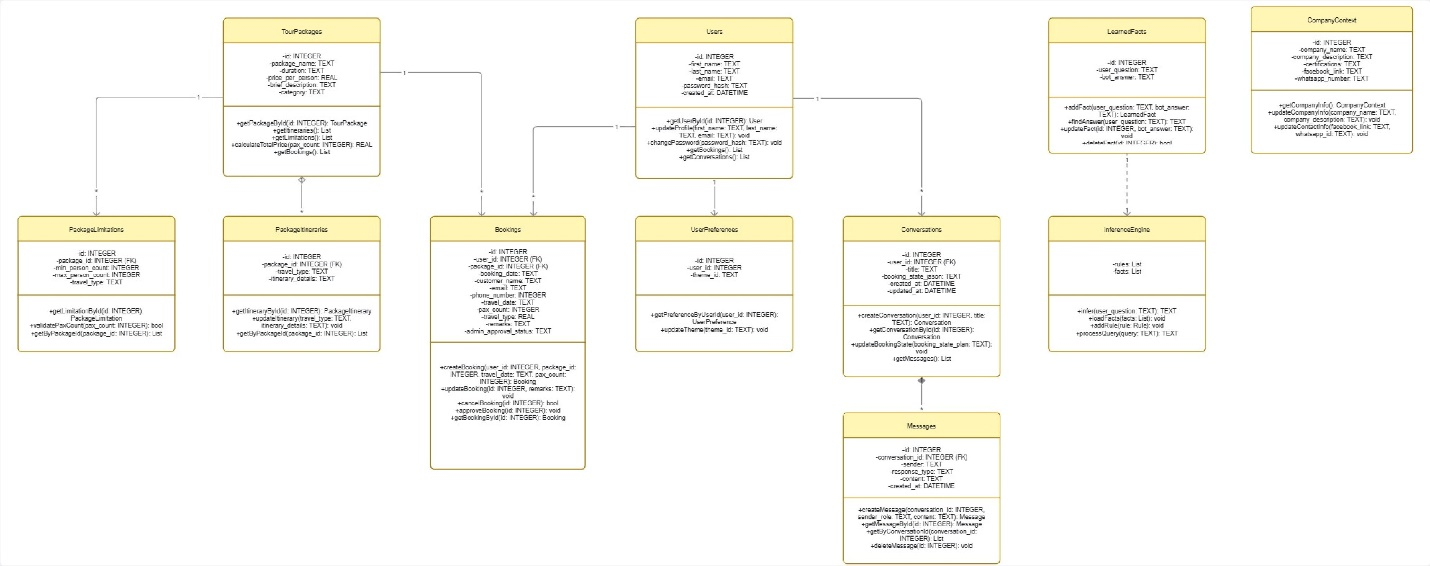 TourPackages
-id: INTEGER
-package_name: TEXT
-duration: TEXT
-price_per_person: REAL
-brief_description: TEXT
-category: TEXT
+getPackageById(id: INTEGER): TourPackage
+getItineraries(): List
+getLimitations(): List
+calculateTotalPrice(pax_count: INTEGER): REAL
+getBookings(): List
Users
-id: INTEGER
-first_name: TEXT
-last_name: TEXT
-email: TEXT
-password_hash: TEXT
-created_at: DATETIME
+getUserById(id: INTEGER): User
+updateProfile(first_name: TEXT, last_name:
TEXT, email: TEXT): void
+changePassword(password_hash: TEXT): void
+getBookings(): List
+getConversations(): List
LearnedFacts
-id: INTEGER
-user_question: TEXT
-bot_answer: TEXT
+addFact(user_question: TEXT, bot_answer:
TEXT): LearnedFact
+findAnswer(user_question: TEXT): TEXT
+updateFact(id: INTEGER, bot_answer: TEXT):
void
+deleteFact(id: INTEGER): bool
CompanyContext
-id: INTEGER
-company_name: TEXT
-company_description: TEXT
-certifications: TEXT
-facebook_link: TEXT
-whatsapp_number: TEXT
+getCompanyInfo(): CompanyContext
+updateCompanyInfo(company_name: TEXT,
company_description: TEXT): void
+updateContactInfo(facebook_link: TEXT,
whatsapp_id: TEXT): void
1
1
1
1
1
1
1
*
*
*
*
*
*
PackageLimitations
-id: INTEGER
-package_id: INTEGER (FK)
-min_person_count: INTEGER
-max_person_count: INTEGER
-travel_type: TEXT
+getLimitationById(id: INTEGER):
PackageLimitation
+validatePaxCount(pax_count: INTEGER): bool
+getByPackageId(package_id: INTEGER): List
PackageItineraries
-id: INTEGER
-package_id: INTEGER (FK)
-travel_type: TEXT
-itinerary_details: TEXT
+getItineraryById(id: INTEGER): PackageItinerary
+updateItinerary(travel_type: TEXT,
itinerary_details: TEXT): void
+getByPackageId(package_id: INTEGER): List
Bookings
-id: INTEGER
-user_id: INTEGER (FK)
-package_id: INTEGER (FK)
-booking_date: TEXT
-customer_name: TEXT
-email: TEXT
-phone_number: INTEGER
-travel_date: TEXT
-pax_count: INTEGER
-travel_type: REAL
-remarks: TEXT
-admin_approval_status: TEXT
+createBooking(user_id: INTEGER, package_id:
INTEGER, travel_date: TEXT, pax_count:
INTEGER): Booking
+updateBooking(id: INTEGER, remarks: TEXT):
void
+cancelBooking(id: INTEGER): bool
+approveBooking(id: INTEGER): void
+getBookingById(id: INTEGER): Booking
UserPreferences
-id: INTEGER
-user_id: INTEGER
-theme_id: TEXT
+getPreferenceByUserId(user_id: INTEGER):
UserPreference
+updateTheme(theme_id: TEXT): void
Conversations
-id: INTEGER
-user_id: INTEGER (FK)
-title: TEXT
-booking_state_json: TEXT
-created_at: DATETIME
-updated_at: DATETIME
+createConversation(user_id: INTEGER, title:
TEXT): Conversation
+getConversationById(id: INTEGER):
Conversation
+updateBookingState(booking_state_plan: TEXT):
void
+getMessages(): List
InferenceEngine
-rules: List
-facts: List
+infer(user_question: TEXT): TEXT
+loadFacts(facts: List): void
+addRule(rule: Rule): void
+processQuery(query: TEXT): TEXT
Messages
-id: INTEGER
-conversation_id: INTEGER (FK)
-sender: TEXT
-response_type: TEXT
-content: TEXT
-created_at: DATETIME
+createMessage(conversation_id: INTEGER,
sender_role: TEXT, content: TEXT): Message
+getMessageById(id: INTEGER): Message
+getByConversationId(conversation_id:
INTEGER): List
+deleteMessage(id: INTEGER): void